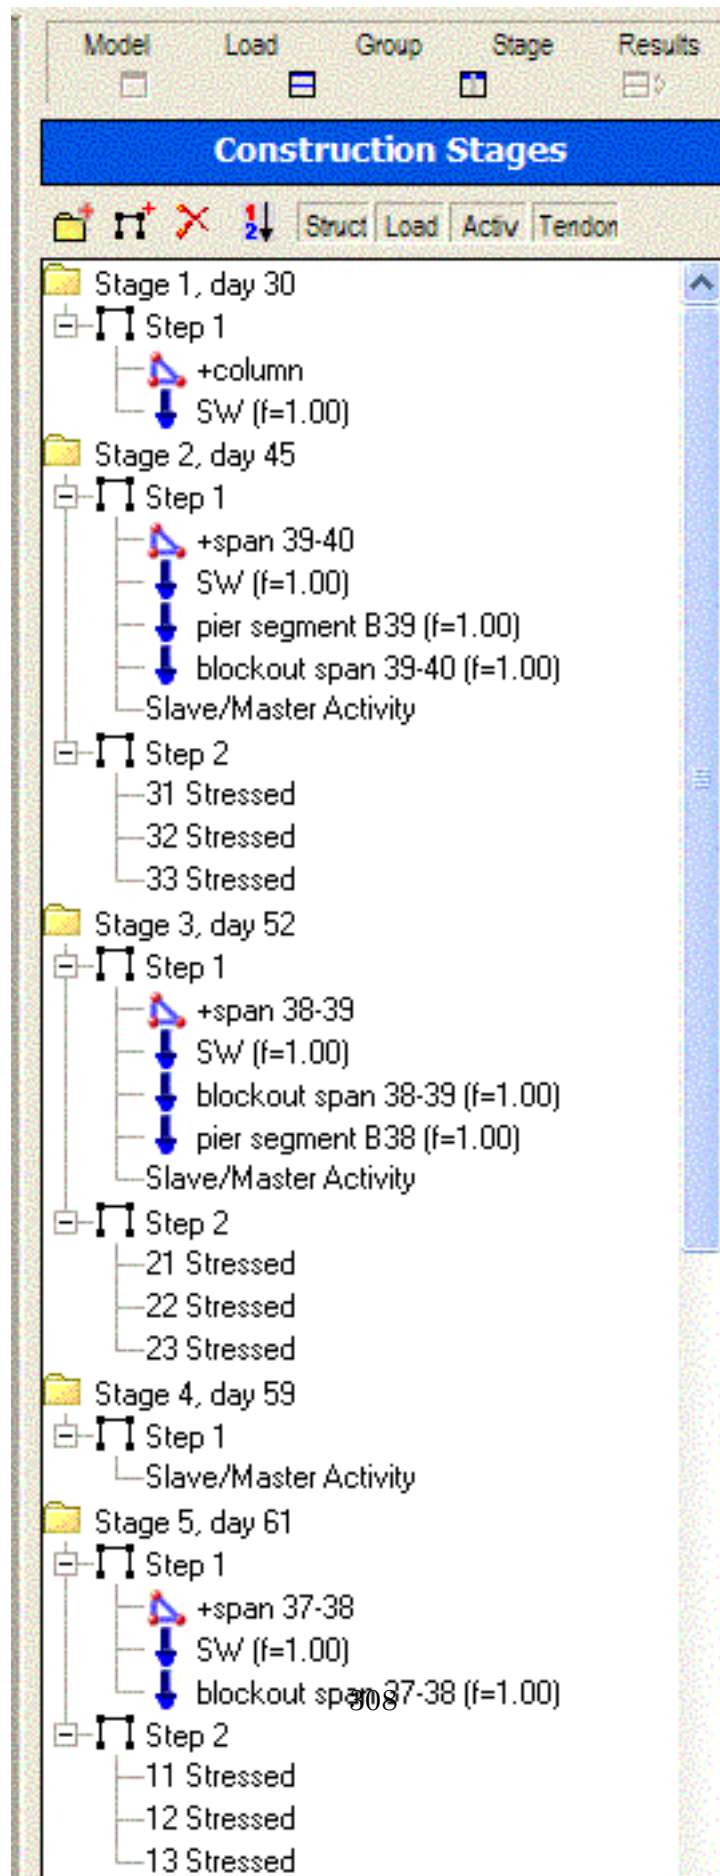 Model Load Group Stage Results
Construction Stages
Struct Load Activ Tendon
Stage 1, day 30
Step 1
+column
SW (f=1.00)
Stage 2, day 45
Step 1
+span 39-40
SW (f=1.00)
pier segment B39 (f=1.00)
blockout span 39-40 (f=1.00)
Slave/Master Activity
Step 2
31 Stressed
32 Stressed
33 Stressed
Stage 3, day 52
Step 1
+span 38-39
SW (f=1.00)
blockout span 38-39 (f=1.00)
pier segment B38 (f=1.00)
Slave/Master Activity
Step 2
21 Stressed
22 Stressed
23 Stressed
Stage 4, day 59
Step 1
Slave/Master Activity
Stage 5, day 61
Step 1
+span 37-38
SW (f=1.00)
blockout span 37-38 (f=1.00)
308
Step 2
11 Stressed
12 Stressed
13 Stressed